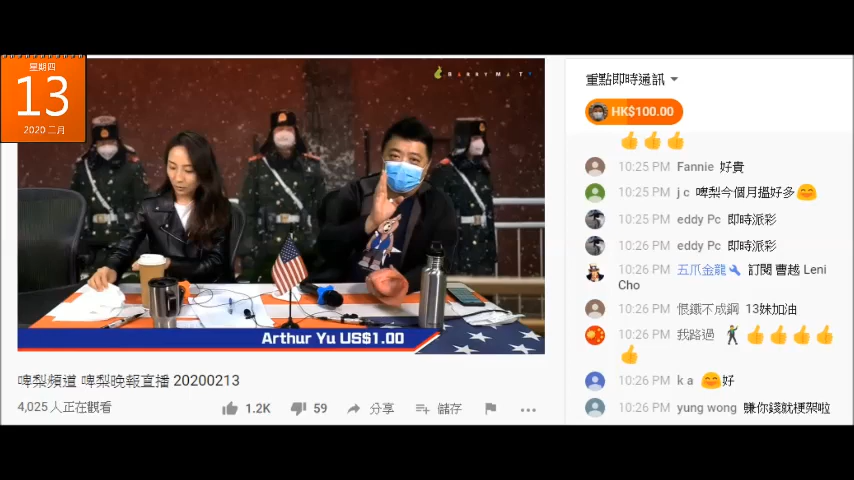 星期四
13
2020 二月
BARRYMATT
Arthur Yu US$1.00
啤梨頻道 啤梨晚報直播 20200213
4,025 人正在觀看
1.2K
59
分享
儲存
重點即時通訊
HK$100.00
10:25 PM Fannie 好貴
10:25 PM j c 啤梨今個月搵好多
10:25 PM eddy Pc 即時派彩
10:26 PM eddy Pc 即時派彩
10:26 PM 五爪金龍 訂閱 曹越 Leni
Cho
10:26 PM 恨鐵不成鋼 13妹加油
10:26 PM 我路過
10:26 PM k a 好
10:26 PM yung wong 賺你錢就梗架啦